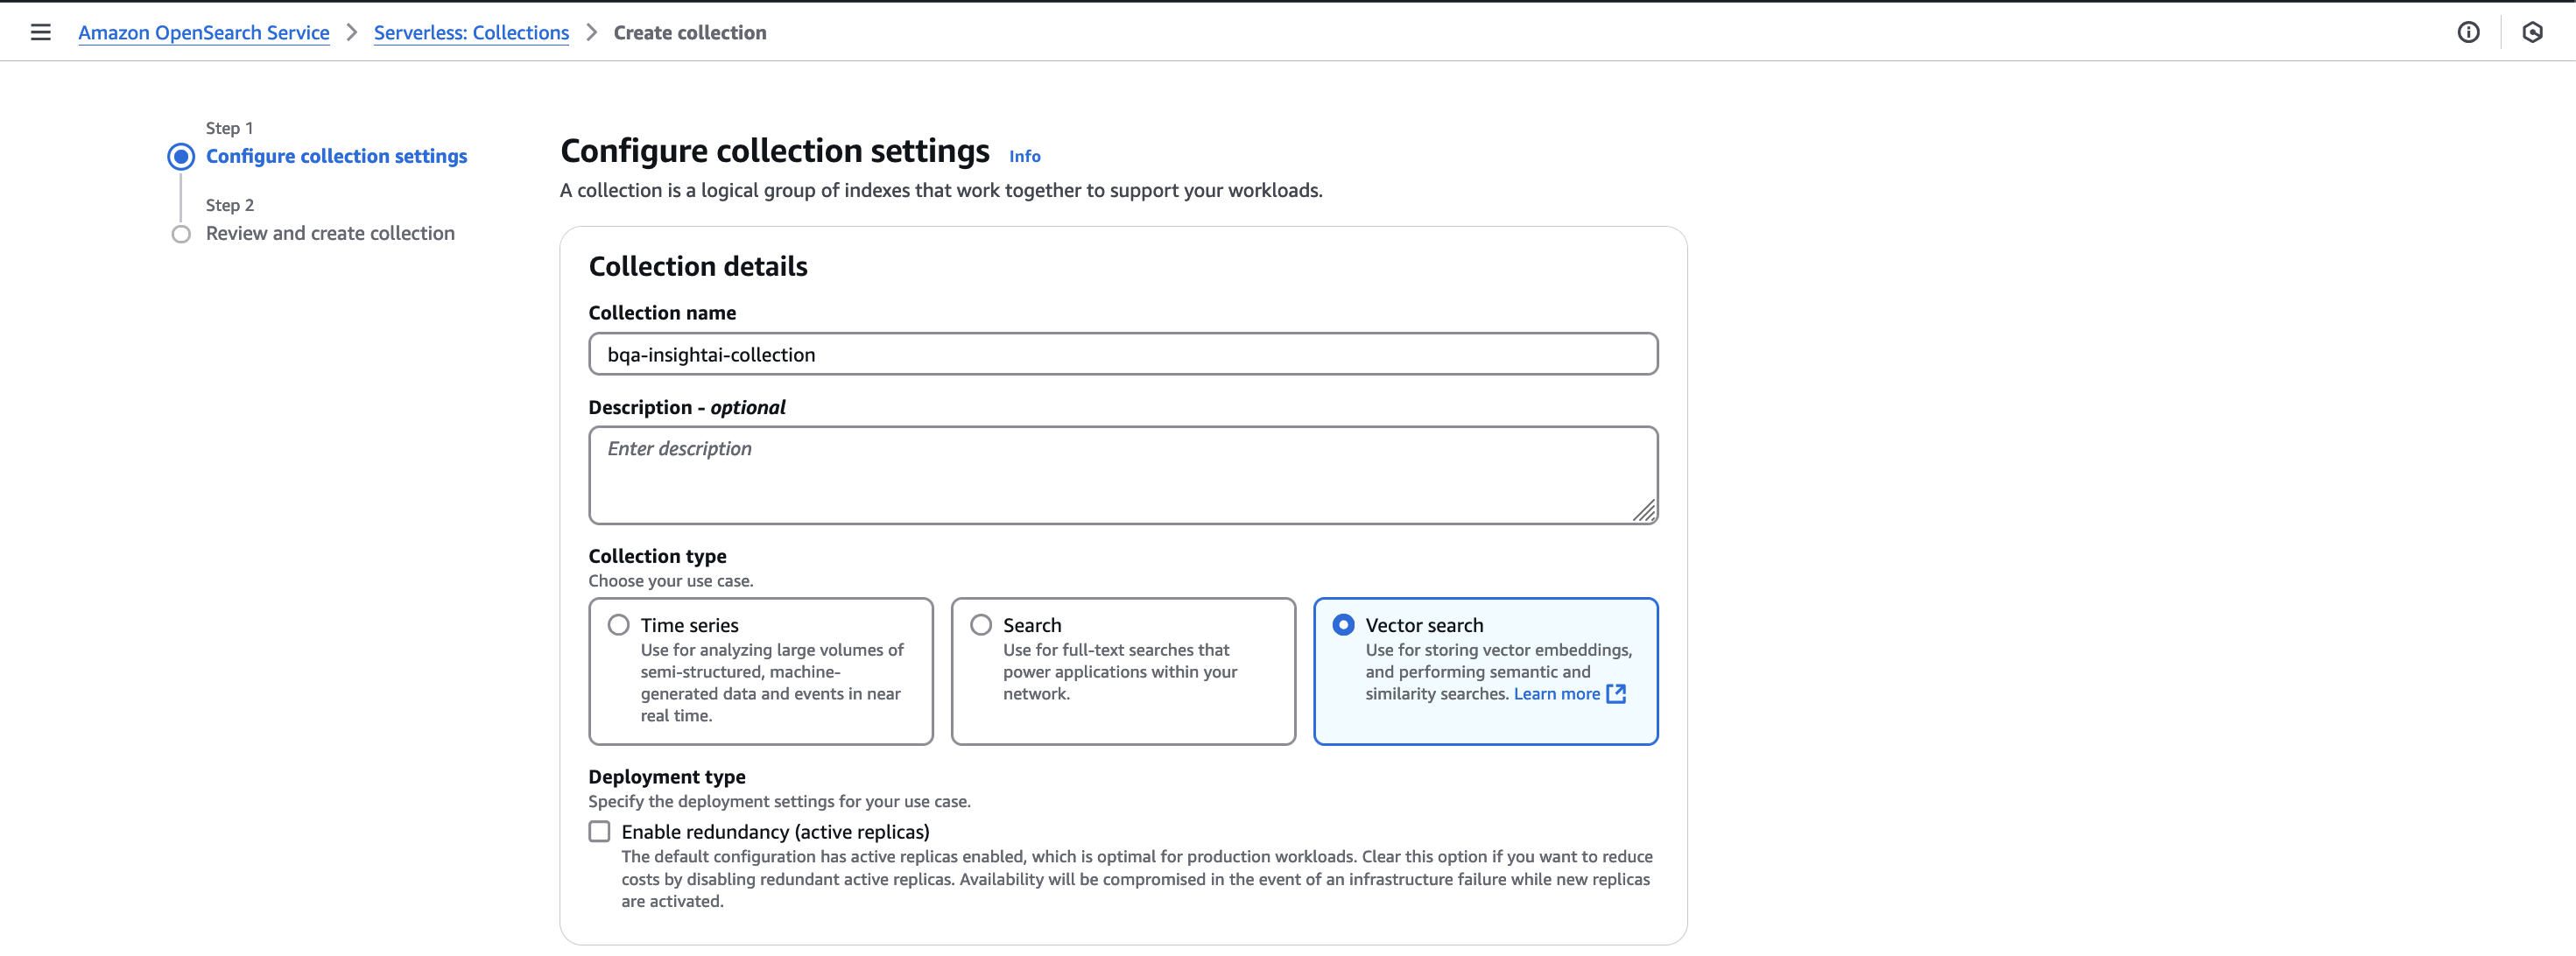 Amazon OpenSearch Service > Serverless: Collections > Create collection
Step 1
Configure collection settings
Step 2
Review and create collection
Configure collection settings Info
A collection is a logical group of indexes that work together to support your workloads.
Collection details
Collection name
bqa-insightai-collection
Description - optional
Enter description
Collection type
Choose your use case.
Time series
Use for analyzing large volumes of
semi-structured, machine-
generated data and events in near
real time.
Search
Use for full-text searches that
power applications within your
network.
Vector search
Use for storing vector embeddings,
and performing semantic and
similarity searches. Learn more
Deployment type
Specify the deployment settings for your use case.
Enable redundancy (active replicas)
The default configuration has active replicas enabled, which is optimal for production workloads. Clear this option if you want to reduce
costs by disabling redundant active replicas. Availability will be compromised in the event of an infrastructure failure while new replicas
are activated.